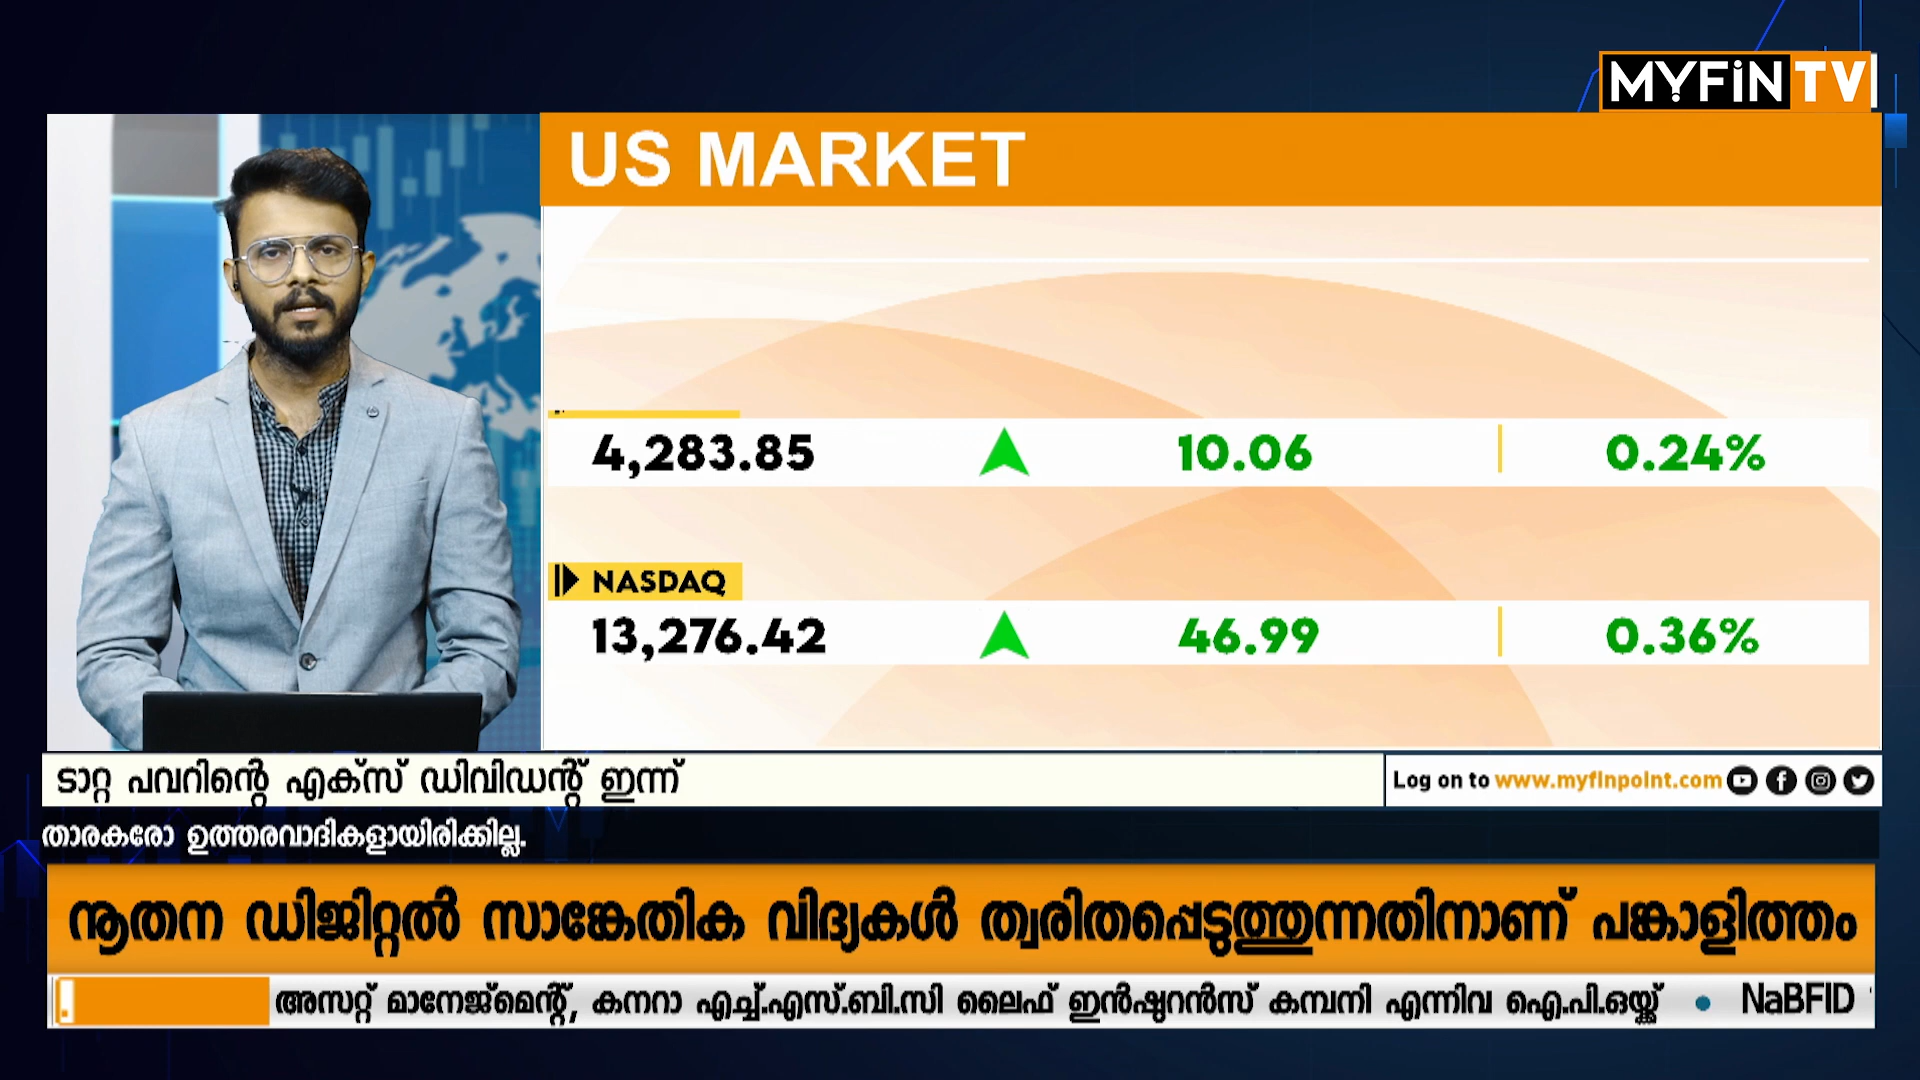 MYFiN TV
US MARKET
4,283.85 10.06 0.24%
NASDAQ
13,276.42 46.99 0.36%
ടാറ്റ പവറിന്റെ എക്സ് ഡിവിഡന്റ് ഇന്ന്
Log on to www.myfinpoint.com
താരകരോ ഉത്തരവാദികളായിരിക്കില്ല.
നൂതന ഡിജിറ്റൽ സാങ്കേതിക വിദ്യകൾ ത്വരിതപ്പെടുത്തുന്നതിനാണ് പങ്കാളിത്തം
അസറ്റ് മാനേജ്മെന്റ്, കനറാ എച്ച്.എസ്.ബി.സി ലൈഫ് ഇൻഷുറൻസ് കമ്പനി എന്നിവ ഐ.പി.ഒയ്ക്ക് • NaBFID